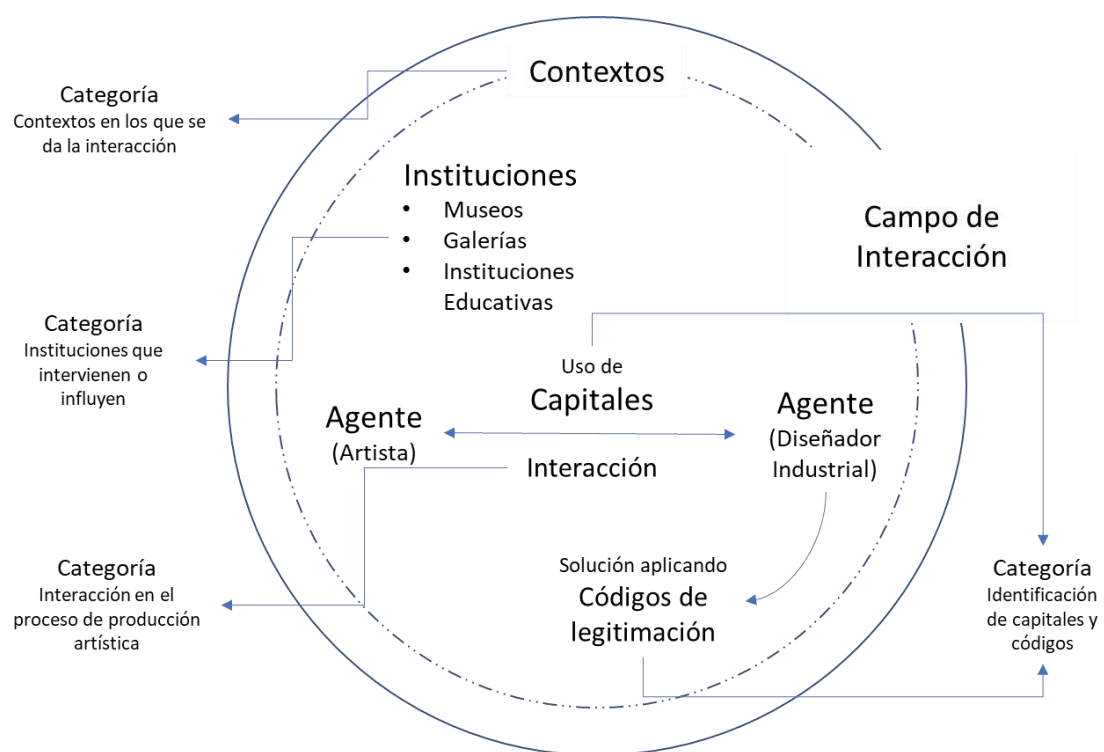 Contextos
Categoría
Contextos en los que se
da la interacción
Instituciones
• Museos
• Galerías
• Instituciones
Educativas
Campo de
Interacción
Categoría
Instituciones que
intervienen o
influyen
Uso de
Capitales
Agente
(Artista)
Agente
(Diseñador
Industrial)
Interacción
Categoría
Interacción en el
proceso de producción
artística
Solución aplicando
Códigos de
legitimación
Categoría
Identificación
de capitales y
códigos